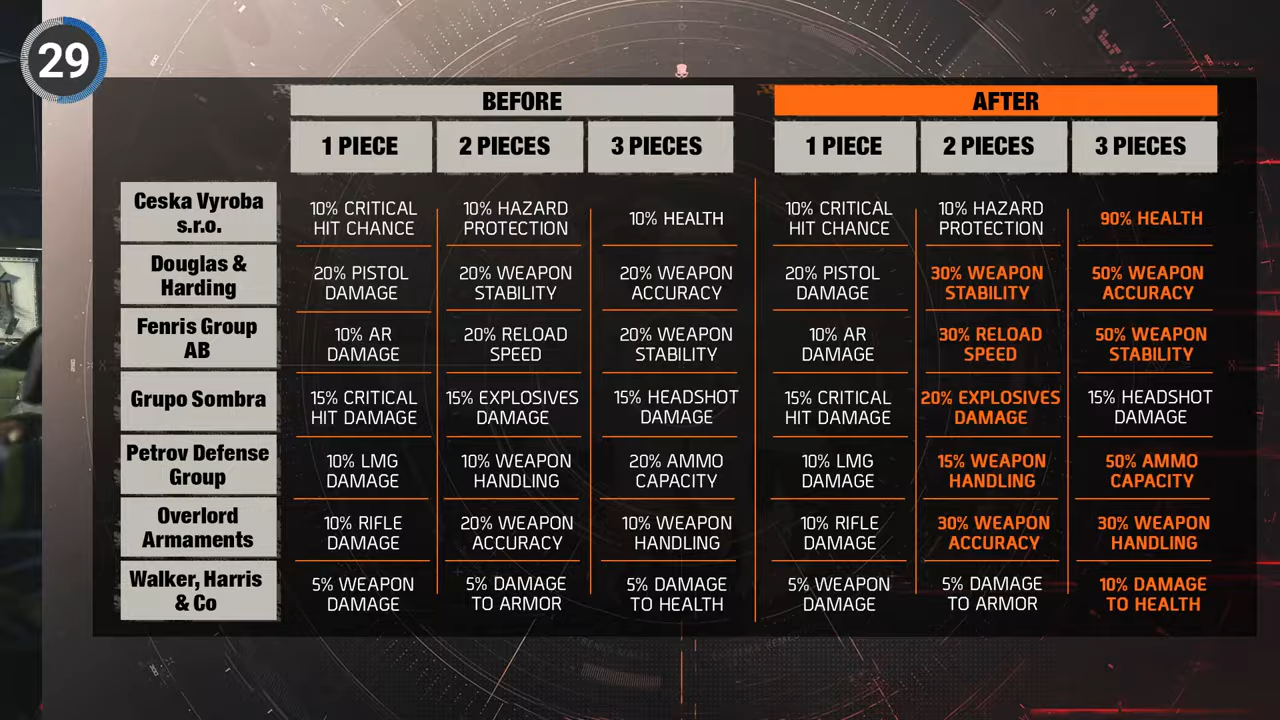 29
BEFORE
AFTER
1 PIECE
2 PIECES
3 PIECES
1 PIECE
2 PIECES
3 PIECES
Ceska Vyroba
s.r.o.
10% CRITICAL
HIT CHANCE
10% HAZARD
PROTECTION
10% HEALTH
10% CRITICAL
HIT CHANCE
10% HAZARD
PROTECTION
90% HEALTH
Douglas &
Harding
20% PISTOL
DAMAGE
20% WEAPON
STABILITY
20% WEAPON
ACCURACY
20% PISTOL
DAMAGE
30% WEAPON
STABILITY
50% WEAPON
ACCURACY
Fenris Group
AB
10% AR
DAMAGE
20% RELOAD
SPEED
20% WEAPON
STABILITY
10% AR
DAMAGE
30% RELOAD
SPEED
50% WEAPON
STABILITY
Grupo Sombra
15% CRITICAL
HIT DAMAGE
15% EXPLOSIVES
DAMAGE
15% HEADSHOT
DAMAGE
15% CRITICAL
HIT DAMAGE
20% EXPLOSIVES
DAMAGE
15% HEADSHOT
DAMAGE
Petrov Defense
Group
10% LMG
DAMAGE
10% WEAPON
HANDLING
20% AMMO
CAPACITY
10% LMG
DAMAGE
15% WEAPON
HANDLING
50% AMMO
CAPACITY
Overlord
Armaments
10% RIFLE
DAMAGE
20% WEAPON
ACCURACY
10% WEAPON
HANDLING
10% RIFLE
DAMAGE
30% WEAPON
ACCURACY
30% WEAPON
HANDLING
Walker, Harris
& Co
5% WEAPON
DAMAGE
5% DAMAGE
TO ARMOR
5% DAMAGE
TO HEALTH
5% WEAPON
DAMAGE
5% DAMAGE
TO ARMOR
10% DAMAGE
TO HEALTH